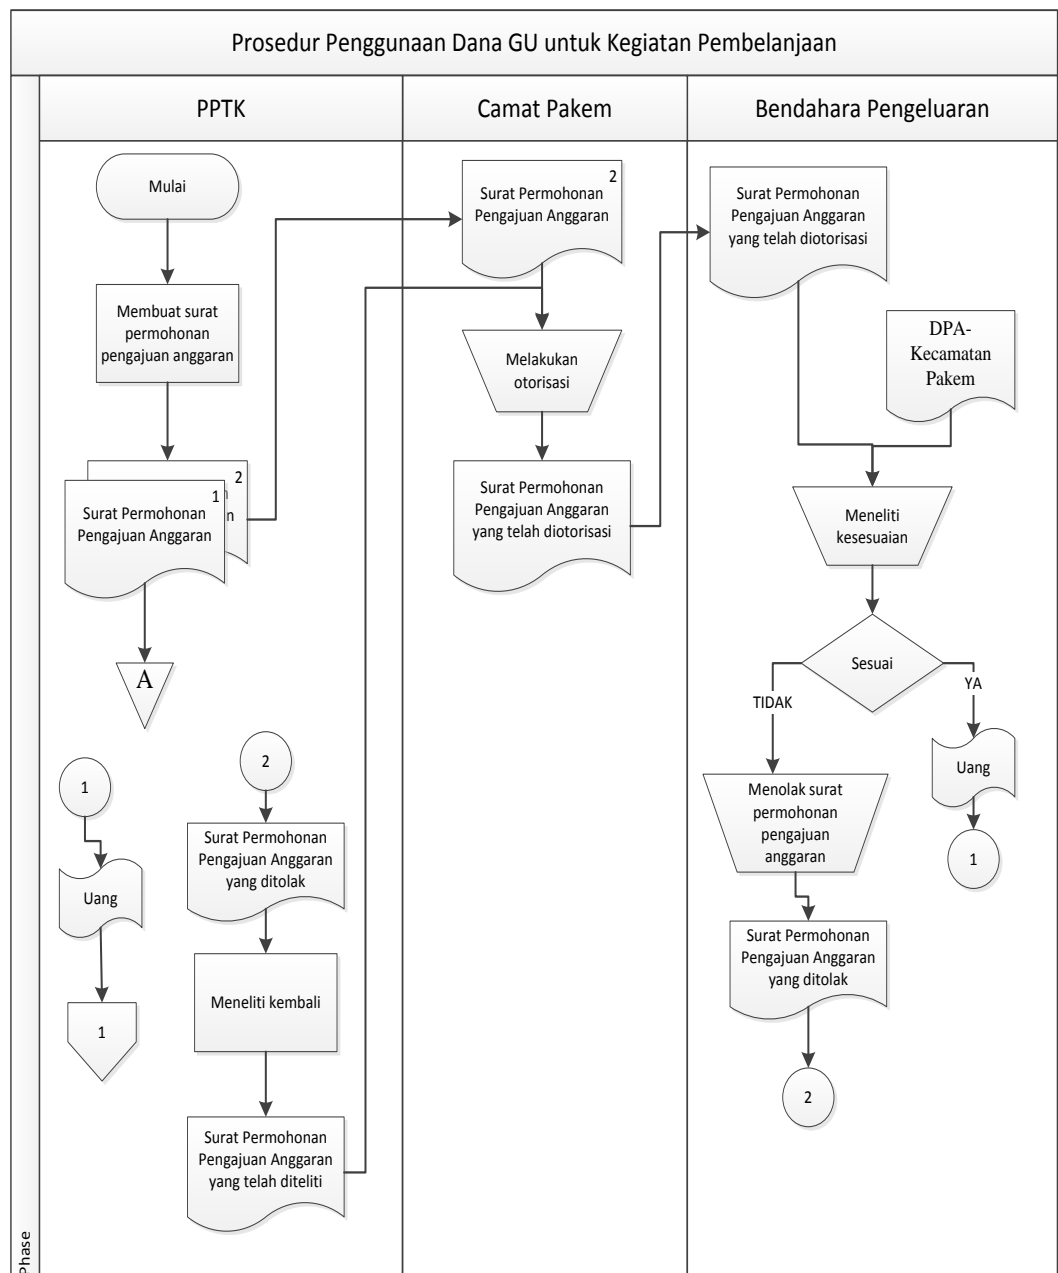 Prosedur Penggunaan Dana GU untuk Kegiatan Pembelanjaan
PPTK
Camat Pakem
Bendahara Pengeluaran
Mulai
Membuat surat
permohonan
pengajuan anggaran
2
n
n
1
Surat Permohonan
Pengajuan Anggaran
A
1
Uang
1
2
Surat Permohonan
Pengajuan Anggaran
yang ditolak
Meneliti kembali
Surat Permohonan
Pengajuan Anggaran
yang telah diteliti
2
Surat Permohonan
Pengajuan Anggaran
Melakukan
otorisasi
Surat Permohonan
Pengajuan Anggaran
yang telah diotorisasi
Surat Permohonan
Pengajuan Anggaran
yang telah diotorisasi
DPA-
Kecamatan
Pakem
Meneliti
kesesuaian
Sesuai
TIDAK
YA
Menolak surat
permohonan
pengajuan
anggaran
Uang
1
Surat Permohonan
Pengajuan Anggaran
yang ditolak
2
Phase